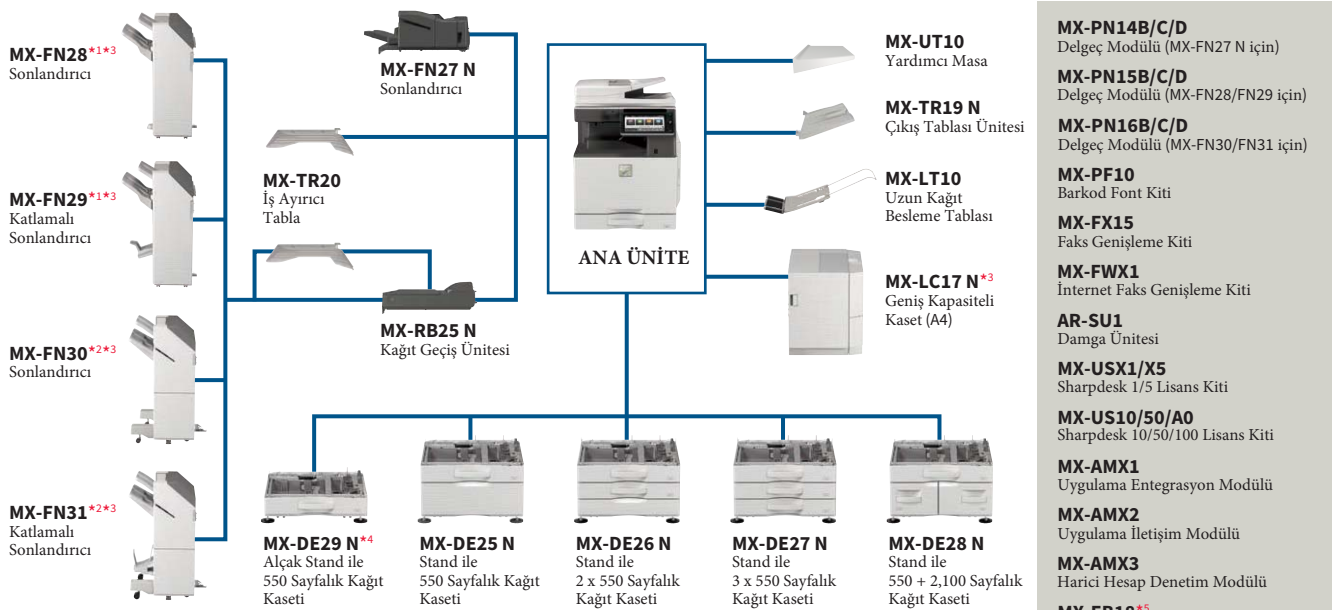 MX-FN28*1*3
Sonlandırıcı
MX-FN29*1*3
Katlamalı
Sonlandırıcı
MX-FN30*2*3
Sonlandırıcı
MX-FN31*2*3
Katlamalı
Sonlandırıcı
MX-FN27 N
Sonlandırıcı
MX-TR20
İş Ayırıcı
Tabla
MX-RB25 N
Kağıt Geçiş Ünitesi
ANA ÜNİTE
MX-UT10
Yardımcı Masa
MX-TR19 N
Çıkış Tablası Ünitesi
MX-LT10
Uzun Kağıt
Besleme Tablası
MX-LC17 N*3
Geniş Kapasiteli
Kaset (A4)
MX-DE29 N*4
Alçak Stand ile
550 Sayfalık Kağıt
Kaseti
MX-DE25 N
Stand ile
550 Sayfalık Kağıt
Kaseti
MX-DE26 N
Stand ile
2 x 550 Sayfalık
Kağıt Kaseti
MX-DE27 N
Stand ile
3 x 550 Sayfalık
Kağıt Kaseti
MX-DE28 N
Stand ile
550 + 2,100 Sayfalık
Kağıt Kaseti
MX-PN14B/C/D
Delgeç Modülü (MX-FN27 N için)
MX-PN15B/C/D
Delgeç Modülü (MX-FN28/FN29 için)
MX-PN16B/C/D
Delgeç Modülü (MX-FN30/FN31 için)
MX-PF10
Barkod Font Kiti
MX-FX15
Faks Genişleme Kiti
MX-FWX1
İnternet Faks Genişleme Kiti
AR-SU1
Damga Ünitesi
MX-USX1/X5
Sharpdesk 1/5 Lisans Kiti
MX-US10/50/A0
Sharpdesk 10/50/100 Lisans Kiti
MX-AMX1
Uygulama Entegrasyon Modülü
MX-AMX2
Uygulama İletişim Modülü
MX-AMX3
Harici Hesap Denetim Modülü